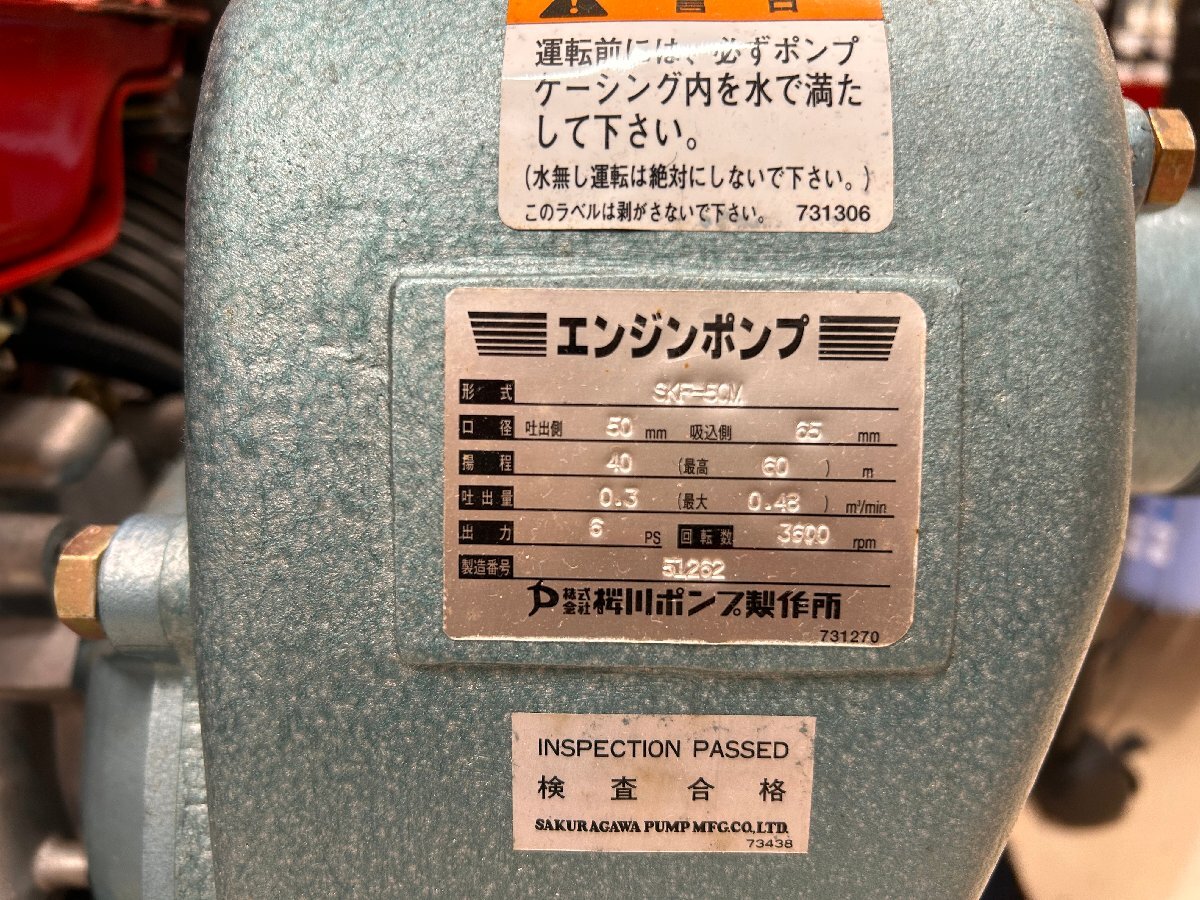 警告
運転前には、必ずポンプ
ケーシング内を水で満た
して下さい。
(水無し運転は絶対にしないで下さい。)
このラベルは剥がさないで下さい。 731306
エンジンポンプ
形式 SKF-50M
口径 吐出側 50 mm 吸込側 65 mm
揚程 40 (最高 60 ) m
吐出量 0.3 (最大 0.48 ) m³/min
出力 6 PS 回転数 3600 rpm
製造番号 51262
株式会社 桜川ポンプ製作所
731270
INSPECTION PASSED
検査合格
SAKURAGAWA PUMP MFG.CO.,LTD.
73438